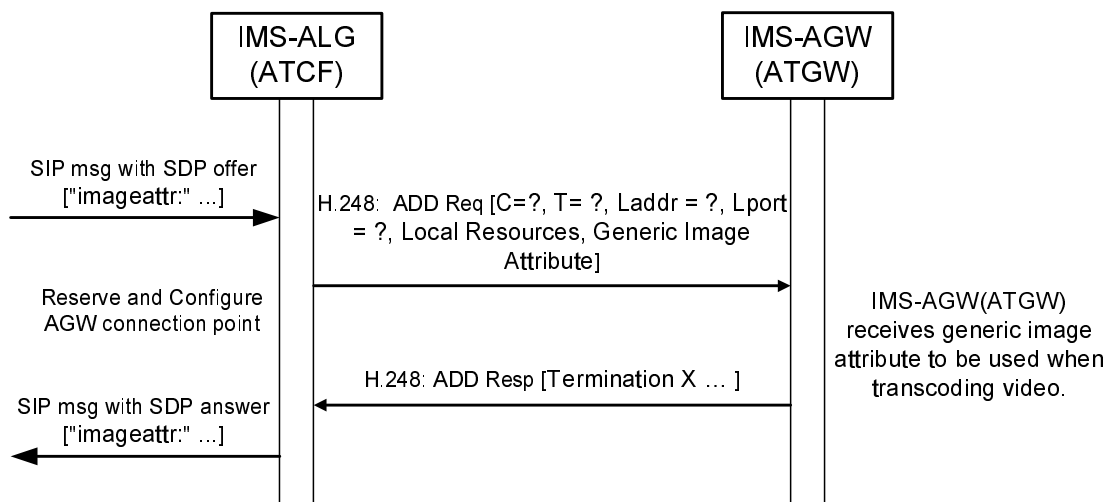 IMS-ALG
(ATCF)
IMS-AGW
(ATGW)
SIP msg with SDP offer
["imageattr:" ...]
H.248: ADD Req [C=?, T= ?, Laddr = ?, Lport
= ?, Local Resources, Generic Image
Attribute]
Reserve and Configure
AGW connection point
IMS-AGW(ATGW)
receives generic image
attribute to be used when
transcoding video.
H.248: ADD Resp [Termination X ... ]
SIP msg with SDP answer
["imageattr:" ...]